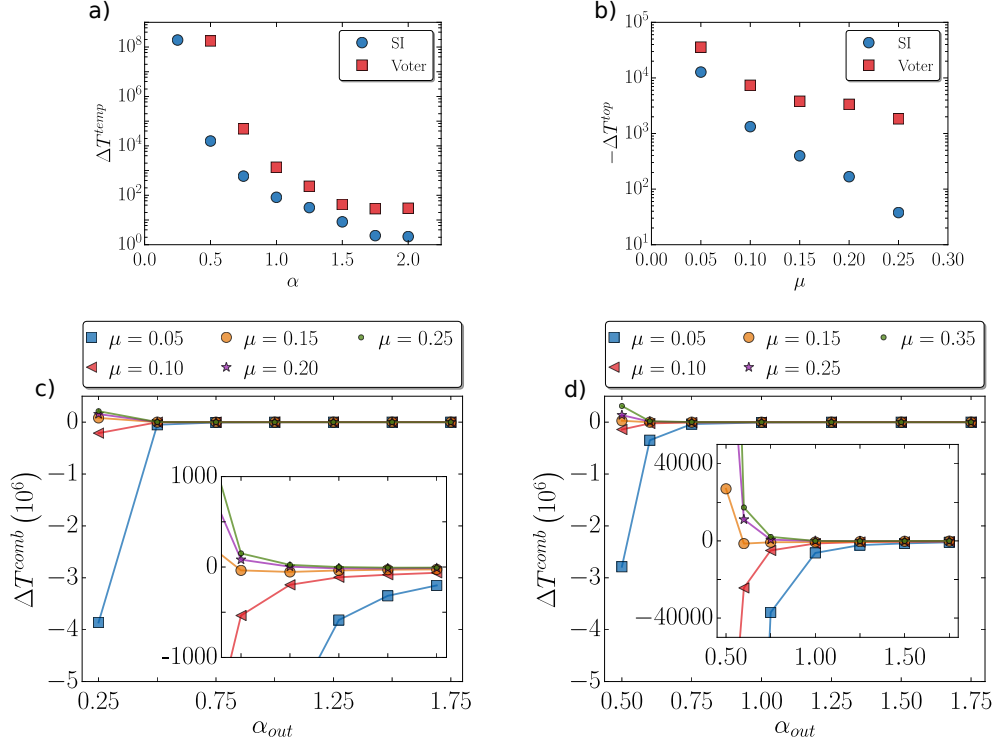 a)
SI
Voter
10^8
10^6
10^4
10^2
10^0
ΔT^{temp}
0.0 0.5 1.0 1.5 2.0
α
b)
SI
Voter
10^5
10^4
10^3
10^2
10^1
−ΔT^{top}
0.00 0.05 0.10 0.15 0.20 0.25 0.30
μ
μ = 0.05 μ = 0.15 μ = 0.25
μ = 0.10 μ = 0.20
c)
0
−1
−2
−3
−4
−5
ΔT^{comb} (10^6)
1000
0
-1000
0.25 0.75 1.25 1.75
α_{out}
μ = 0.05 μ = 0.15 μ = 0.35
μ = 0.10 μ = 0.25
d)
0
−1
−2
−3
−4
−5
ΔT^{comb} (10^6)
40000
0
−40000
0.50 1.00 1.50
0.50 0.75 1.00 1.25 1.50 1.75
α_{out}